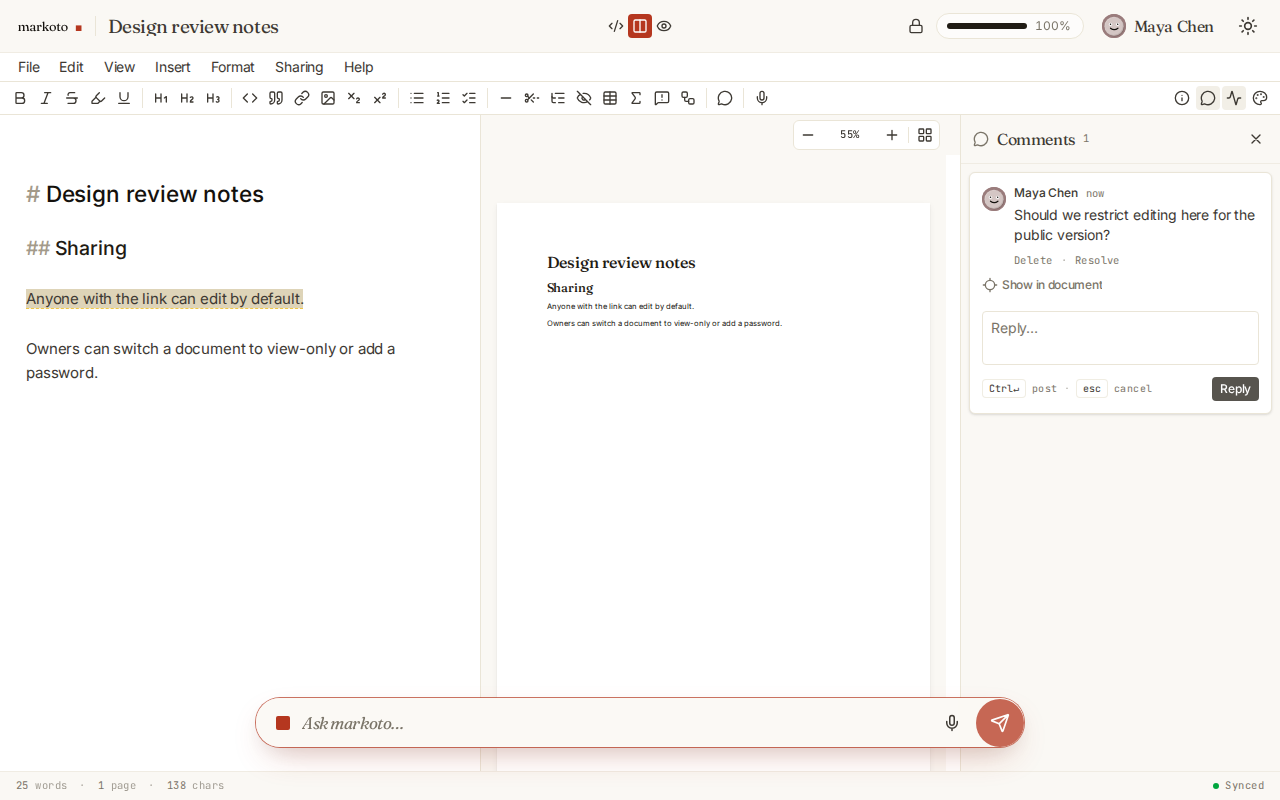 markoto
Design review notes
100%
Maya Chen
File Edit View Insert Format Sharing Help
H1 H2 H3
x2 x2
55%
Comments 1
# Design review notes
## Sharing
Anyone with the link can edit by default.
Owners can switch a document to view-only or add a
password.
Design review notes
Sharing
Anyone with the link can edit by default.
Owners can switch a document to view-only or add a password.
Maya Chen now
Should we restrict editing here for the
public version?
Delete · Resolve
Show in document
Reply...
Ctrl↵ post · esc cancel
Reply
Ask markoto...
25 words · 1 page · 138 chars
Synced